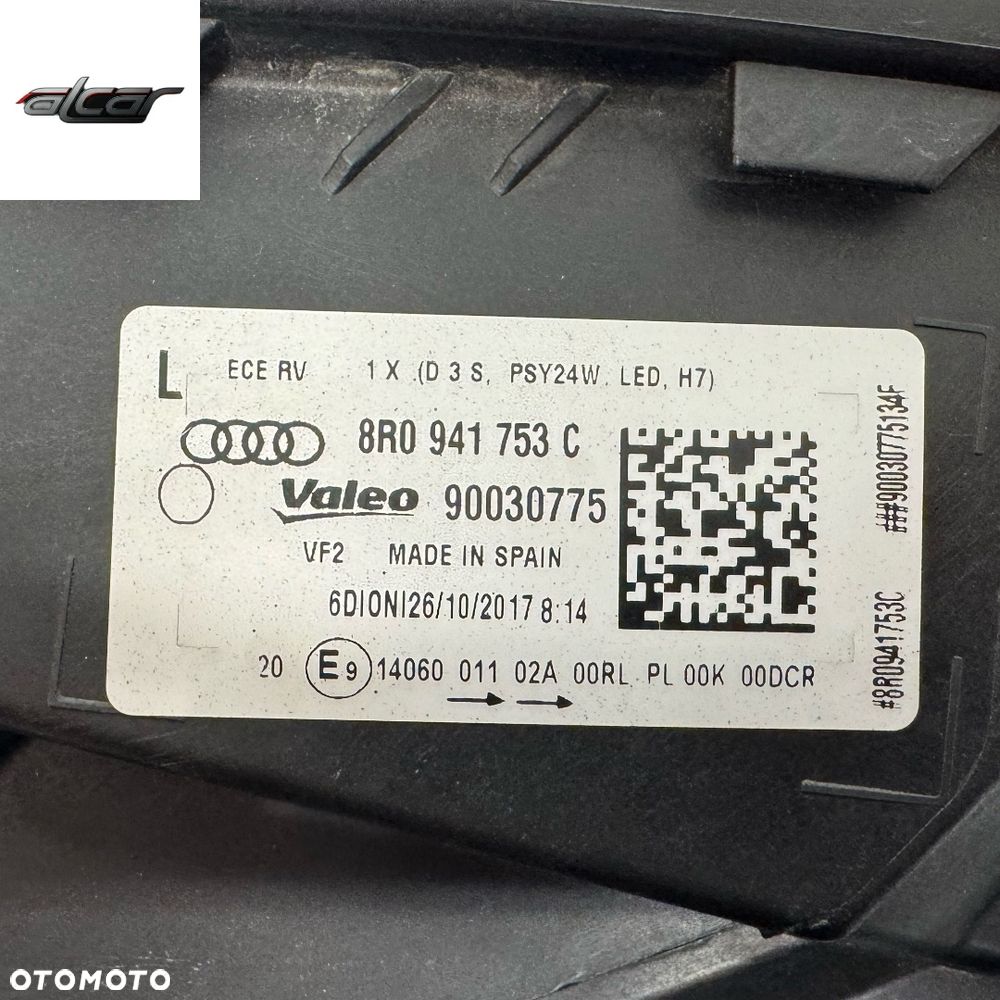 alcar
L ECE RV 1 X (D 3 S, PSY24W, LED, H7)
8R0 941 753 C
Valeo 90030775
VF2 MADE IN SPAIN
6DIONI26/10/2017 8:14
20 E9 14060 011 02A 00RL PL 00K 00DCR
##90030775134F
#8R0941753C
OTOMOTO